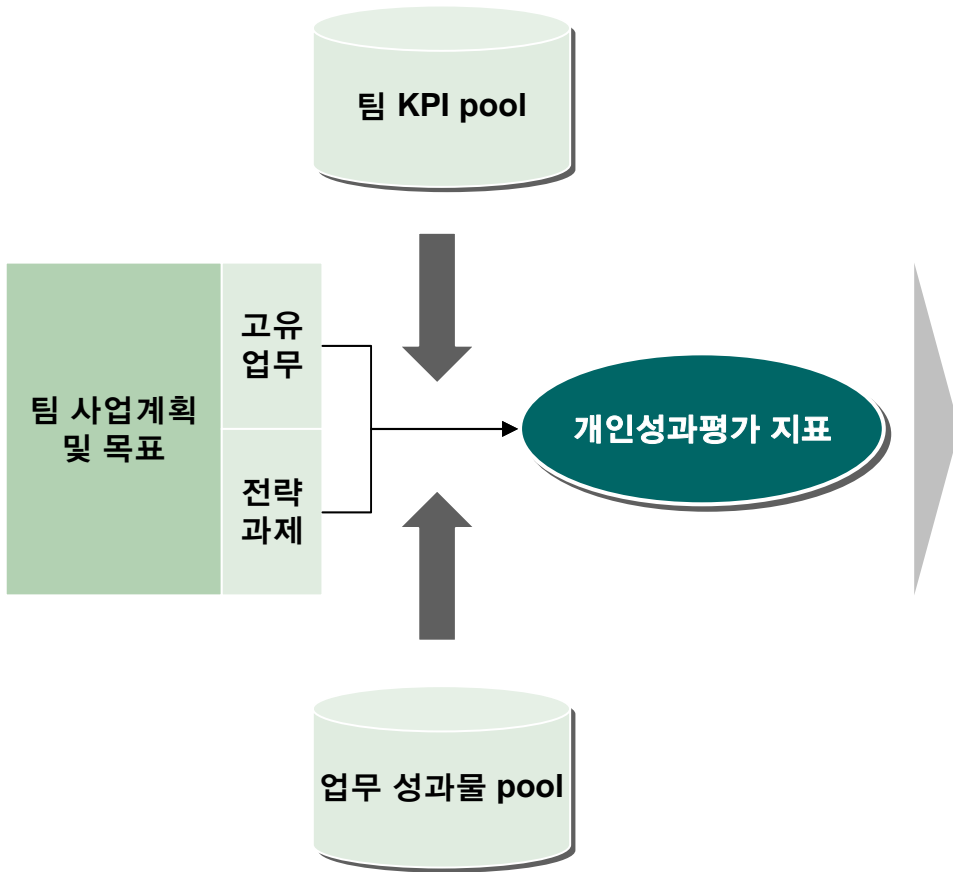 팀 KPI pool
고유
업무
팀 사업계획
및 목표
개인성과평가 지표
전략
과제
업무 성과물 pool